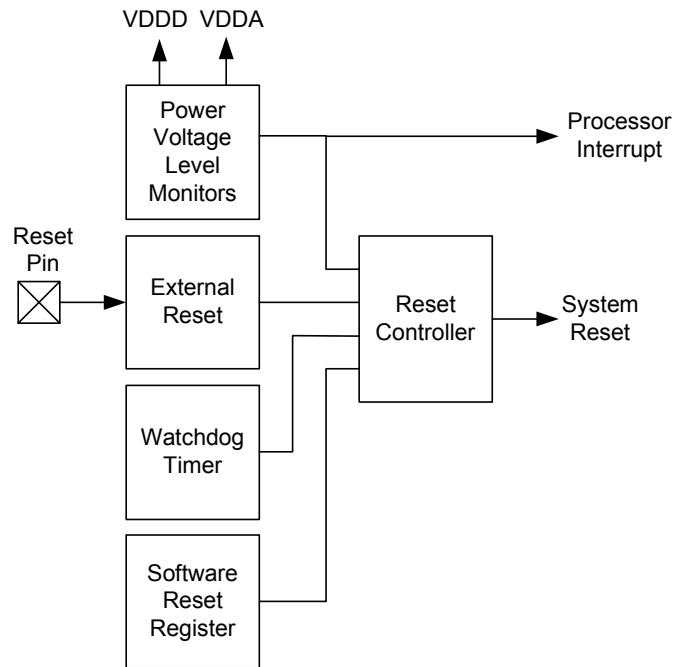 VDDD VDDA
Power
Voltage
Level
Monitors
Processor
Interrupt
Reset
Pin
External
Reset
Reset
Controller
System
Reset
Watchdog
Timer
Software
Reset
Register